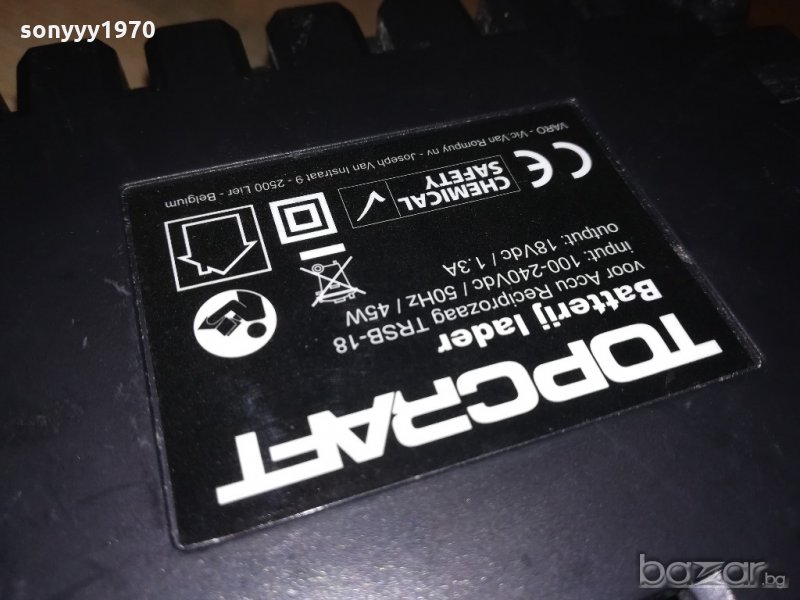 sonyyy1970
TOPCRAFT
Batterij lader
voor Accu Reciprozaag TRSB-18
input: 100-240Vdc / 50Hz / 45W
output: 18Vdc / 1.3A
CHEMICAL
SAFETY
CE
VARO - Vic.Van Rompuy nv - Joseph Van Instraat 9 - 2500 Lier - Belgium
bazar.bg